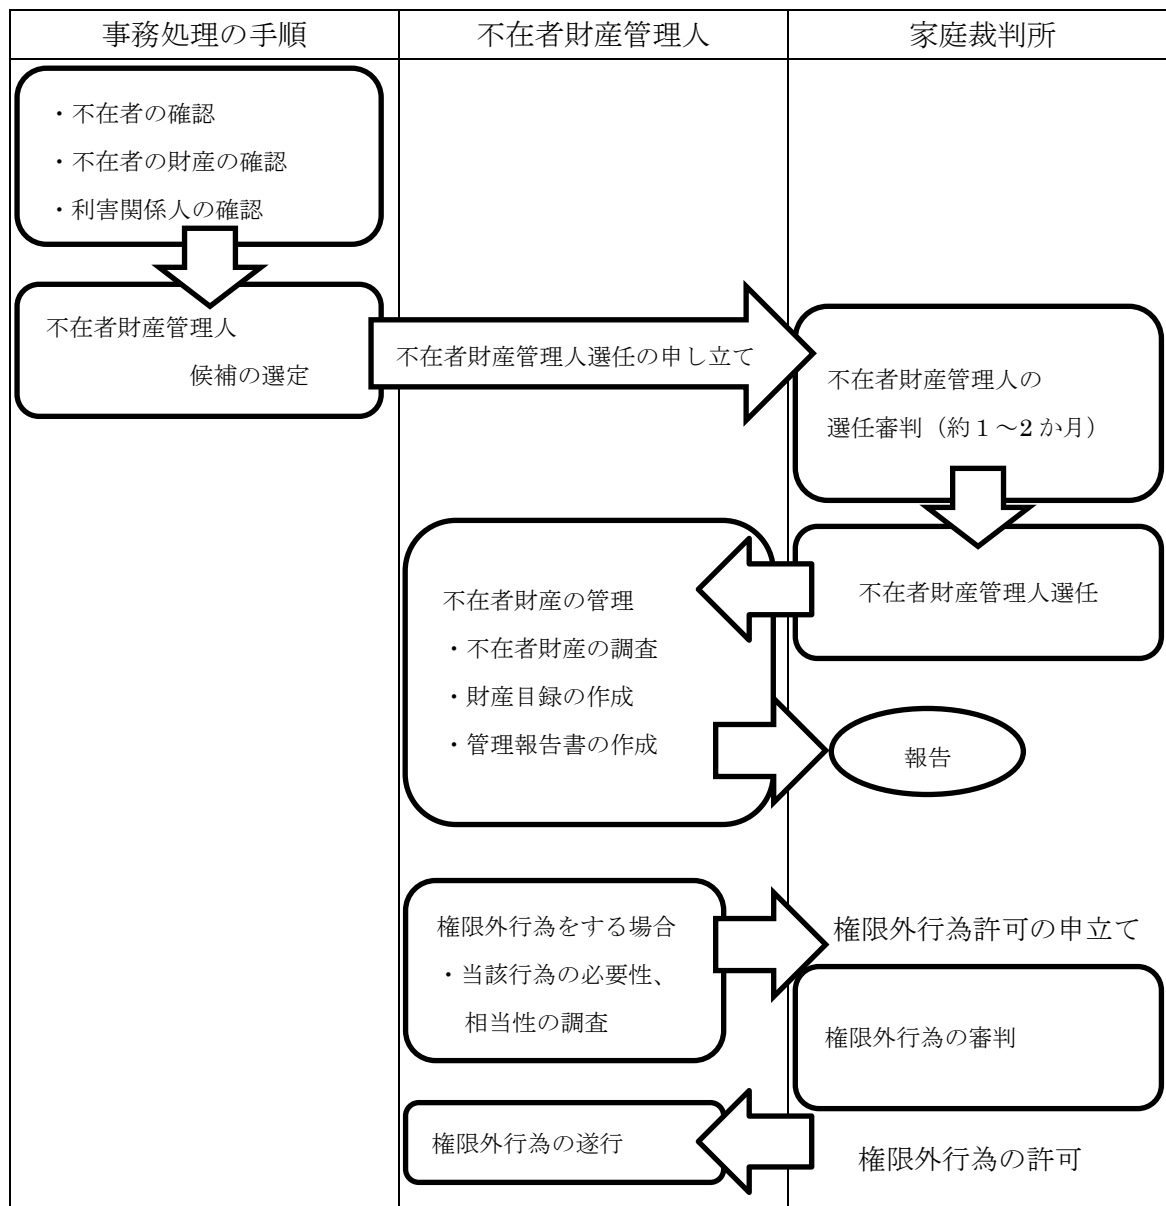 事務処理の手順
不在者財産管理人
家庭裁判所
・不在者の確認
・不在者の財産の確認
・利害関係人の確認
不在者財産管理人
候補の選定
不在者財産管理人選任の申し立て
不在者財産管理人の
選任審判（約１～２か月）
不在者財産管理人選任
不在者財産の管理
・不在者財産の調査
・財産目録の作成
・管理報告書の作成
報告
権限外行為をする場合
・当該行為の必要性、
相当性の調査
権限外行為許可の申立て
権限外行為の審判
権限外行為の遂行
権限外行為の許可